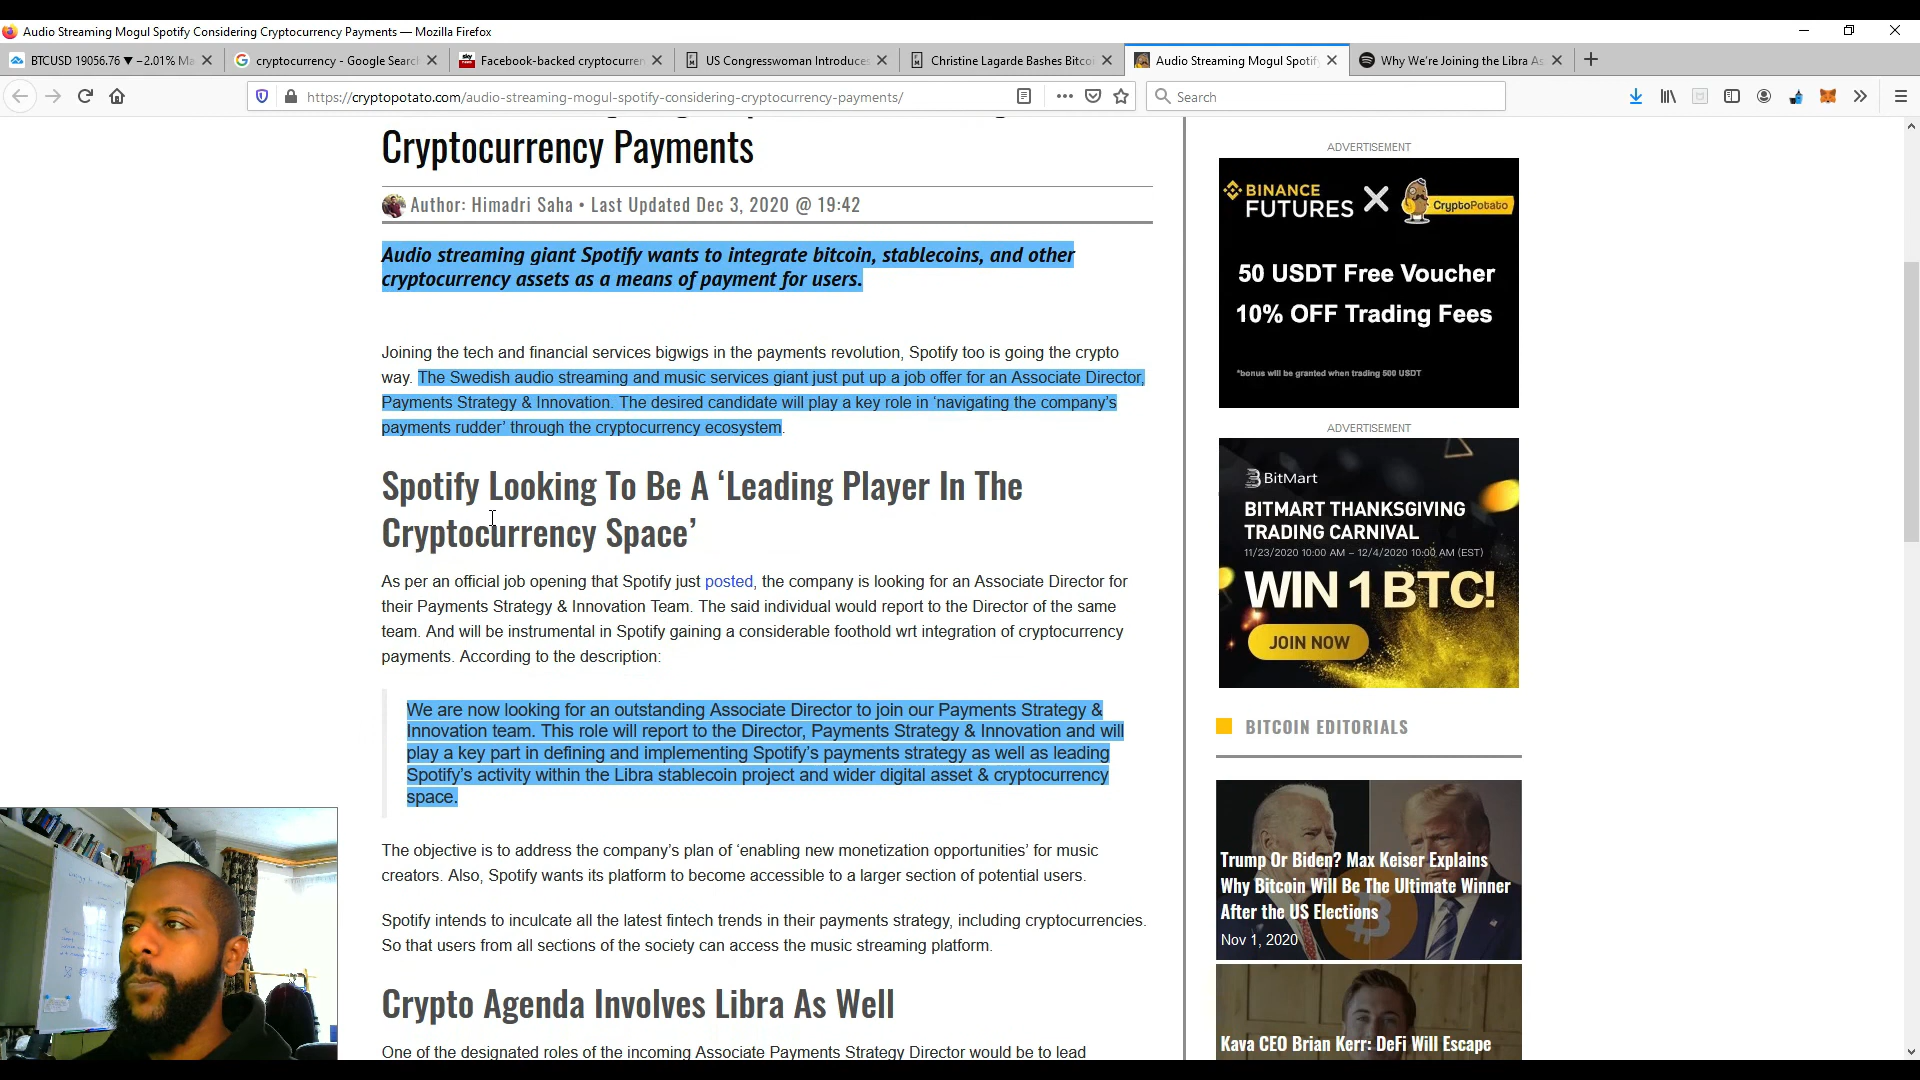 Audio Streaming Mogul Spotify Considering Cryptocurrency Payments — Mozilla Firefox
BTCUSD 19056.76 ▼ −2.01%
cryptocurrency - Google Searc
Facebook-backed cryptocurren
US Congresswoman Introduces
Christine Lagarde Bashes Bitco
Audio Streaming Mogul Spotif
Why We're Joining the Libra As
https://cryptopotato.com/audio-streaming-mogul-spotify-considering-cryptocurrency-payments/
Search
Cryptocurrency Payments
Author: Himadri Saha • Last Updated Dec 3, 2020 @ 19:42
Audio streaming giant Spotify wants to integrate bitcoin, stablecoins, and other
cryptocurrency assets as a means of payment for users.
Joining the tech and financial services bigwigs in the payments revolution, Spotify too is going the crypto
way. The Swedish audio streaming and music services giant just put up a job offer for an Associate Director,
Payments Strategy & Innovation. The desired candidate will play a key role in ‘navigating the company’s
payments rudder’ through the cryptocurrency ecosystem.
Spotify Looking To Be A ‘Leading Player In The
Cryptocurrency Space’
As per an official job opening that Spotify just posted, the company is looking for an Associate Director for
their Payments Strategy & Innovation Team. The said individual would report to the Director of the same
team. And will be instrumental in Spotify gaining a considerable foothold wrt integration of cryptocurrency
payments. According to the description:
We are now looking for an outstanding Associate Director to join our Payments Strategy &
Innovation team. This role will report to the Director, Payments Strategy & Innovation and will
play a key part in defining and implementing Spotify’s payments strategy as well as leading
Spotify’s activity within the Libra stablecoin project and wider digital asset & cryptocurrency
space.
The objective is to address the company’s plan of ‘enabling new monetization opportunities’ for music
creators. Also, Spotify wants its platform to become accessible to a larger section of potential users.
Spotify intends to inculcate all the latest fintech trends in their payments strategy, including cryptocurrencies.
So that users from all sections of the society can access the music streaming platform.
Crypto Agenda Involves Libra As Well
One of the designated roles of the incoming Associate Payments Strategy Director would be to lead
ADVERTISEMENT
BINANCE
FUTURES
CryptoPotato
50 USDT Free Voucher
10% OFF Trading Fees
*bonus will be granted when trading 500 USDT
ADVERTISEMENT
BitMart
BITMART THANKSGIVING
TRADING CARNIVAL
11/23/2020 10:00 AM – 12/4/2020 10:00 AM (EST)
WIN 1 BTC!
JOIN NOW
BITCOIN EDITORIALS
Trump Or Biden? Max Keiser Explains
Why Bitcoin Will Be The Ultimate Winner
After the US Elections
Nov 1, 2020
Kava CEO Brian Kerr: DeFi Will Escape